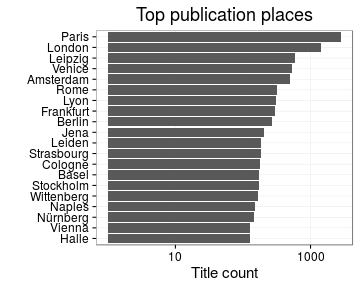 Top publication places
Paris
London
Leipzig
Venice
Amsterdam
Rome
Lyon
Frankfurt
Berlin
Jena
Leiden
Strasbourg
Cologne
Basel
Stockholm
Wittenberg
Naples
Nürnberg
Vienna
Halle
10 1000
Title count